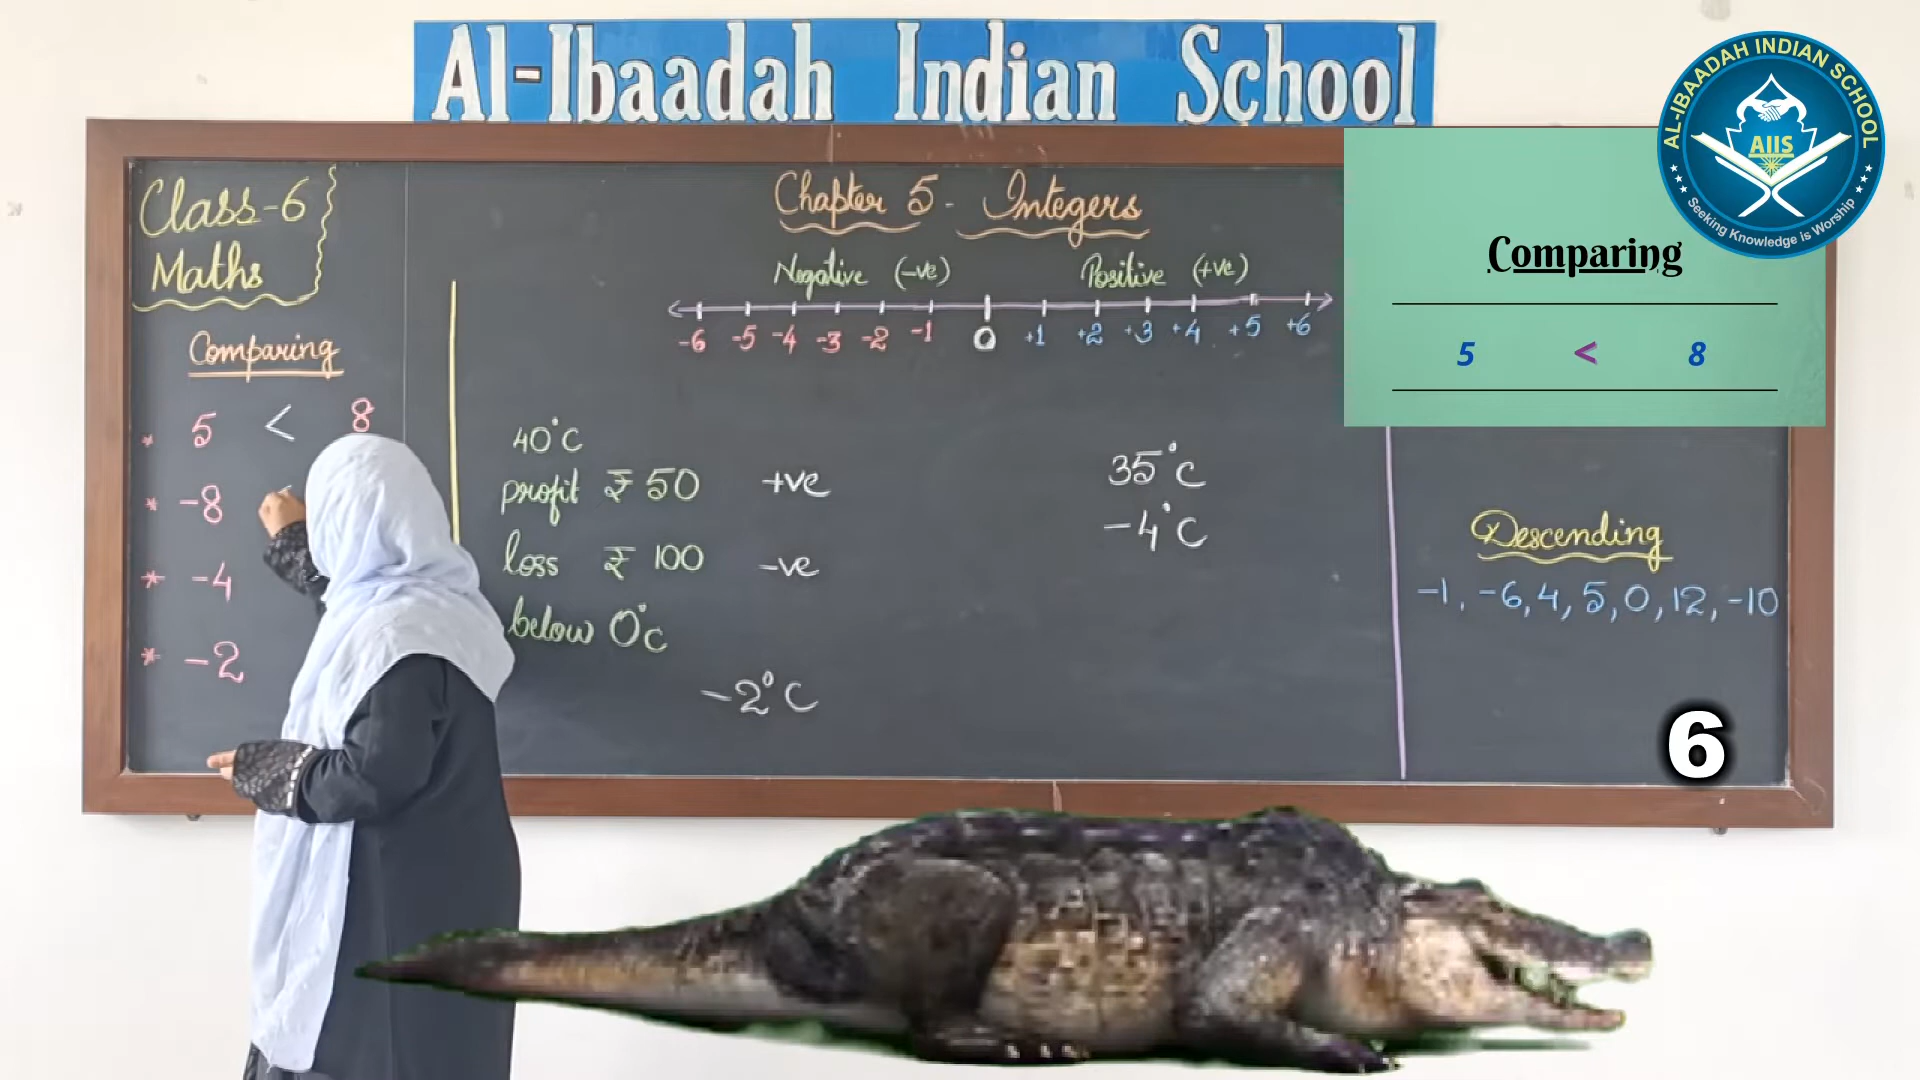 Al-Ibaadah Indian School
AL-IBAADAH INDIAN SCHOOL
AIIS
Seeking Knowledge is Worship
Class-6
Maths
Chapter 5 - Integers
Negative (-ve) Positive (+ve)
-6 -5 -4 -3 -2 -1 0 +1 +2 +3 +4 +5 +6
Comparing
5 < 8
Comparing
* 5 < 8
* -8
* -4
* -2
40°C
profit ₹ 50 +ve
loss ₹ 100 -ve
below 0°C
-2°C
35°C
-4°C
Descending
-1, -6, 4, 5, 0, 12, -10
6